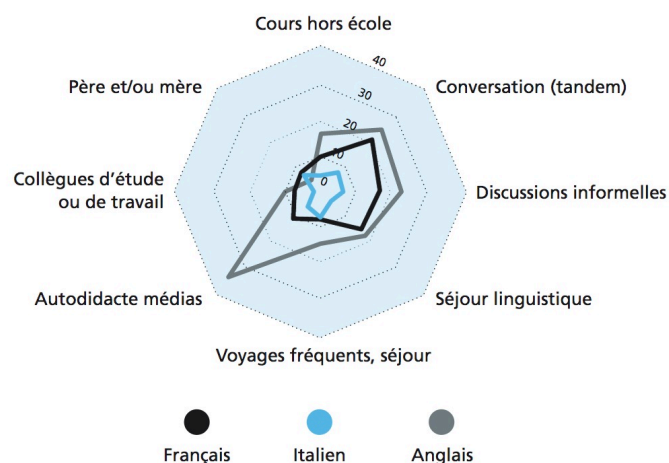 Cours hors école
Père et/ou mère
Conversation (tandem)
40
30
20
10
0
Collègues d'étude
ou de travail
Discussions informelles
Autodidacte médias
Séjour linguistique
Voyages fréquents, séjour
Français
Italien
Anglais